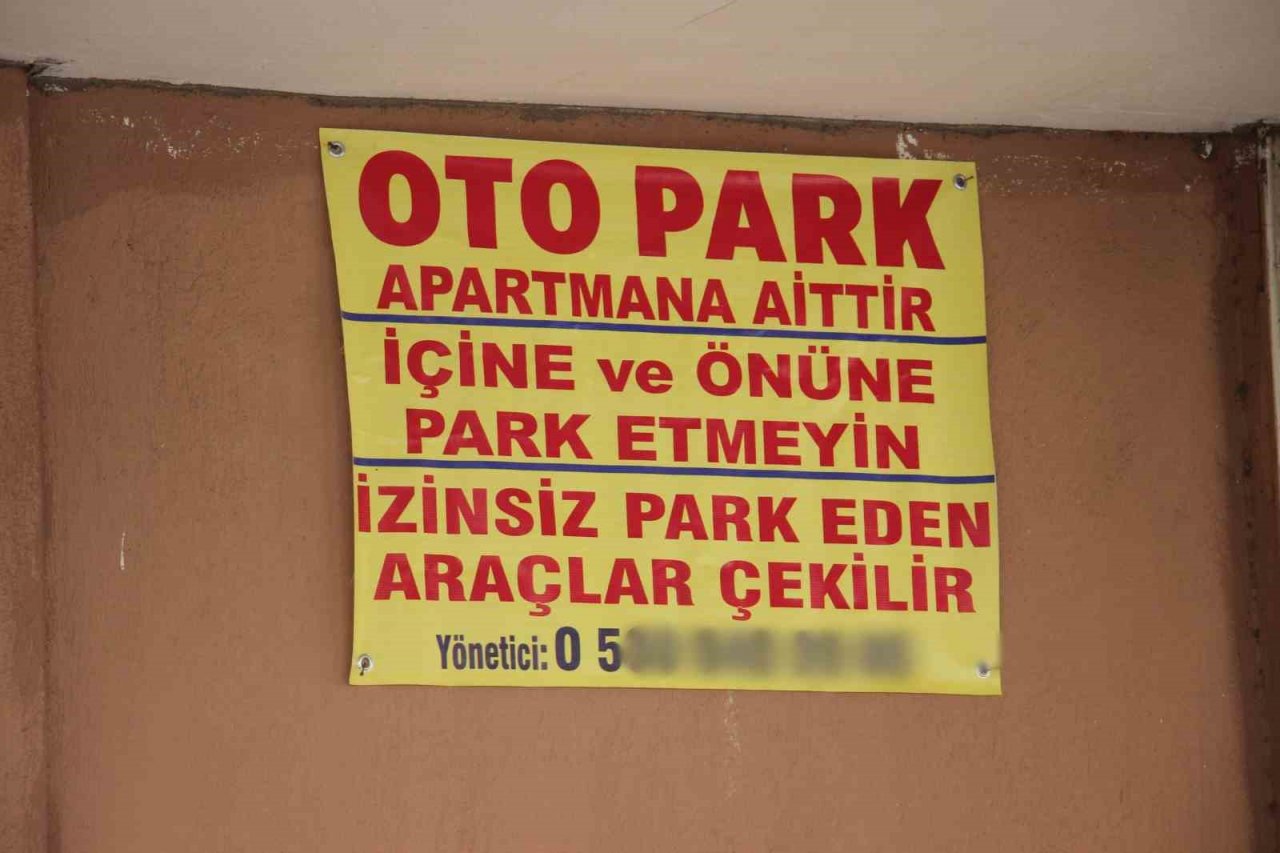 OTO PARK
APARTMANA AİTTİR
İÇİNE ve ÖNÜNE
PARK ETMEYİN
İZİNSİZ PARK EDEN
ARAÇLAR ÇEKİLİR
Yönetici: 0 5